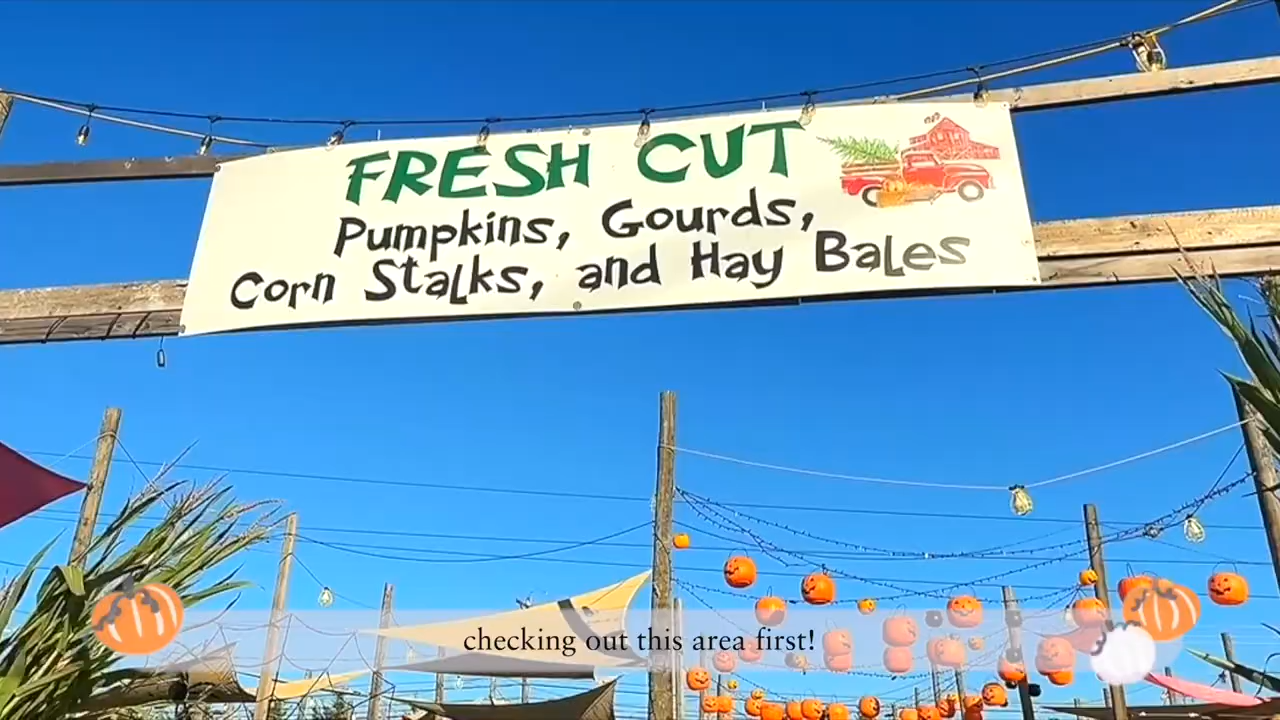 FRESH CUT
Pumpkins, Gourds,
Corn Stalks, and Hay Bales
checking out this area first!